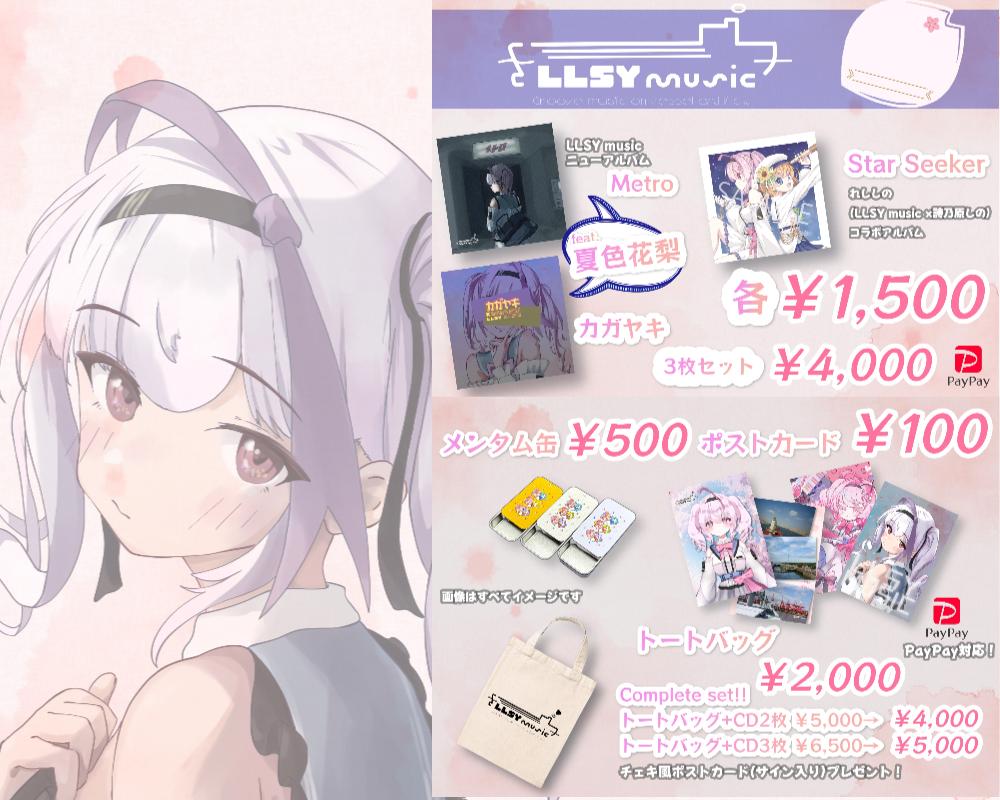 LLSY music
LLSY music
ニューアルバム
Metro
feat.
夏色花梨
カガヤキ
カガヤキ
Star Seeker
れししの
(LLSY music×詩乃原しの)
コラボアルバム
各 ¥1,500
3枚セット ¥4,000
PayPay
メンタム缶 ¥500
ポストカード ¥100
画像はすべてイメージです
PayPay
PayPay対応！
トートバッグ
¥2,000
LLSY music
Complete set!!
トートバッグ+CD2枚 ¥5,000→ ¥4,000
トートバッグ+CD3枚 ¥6,500→ ¥5,000
チェキ風ポストカード(サイン入り)プレゼント！